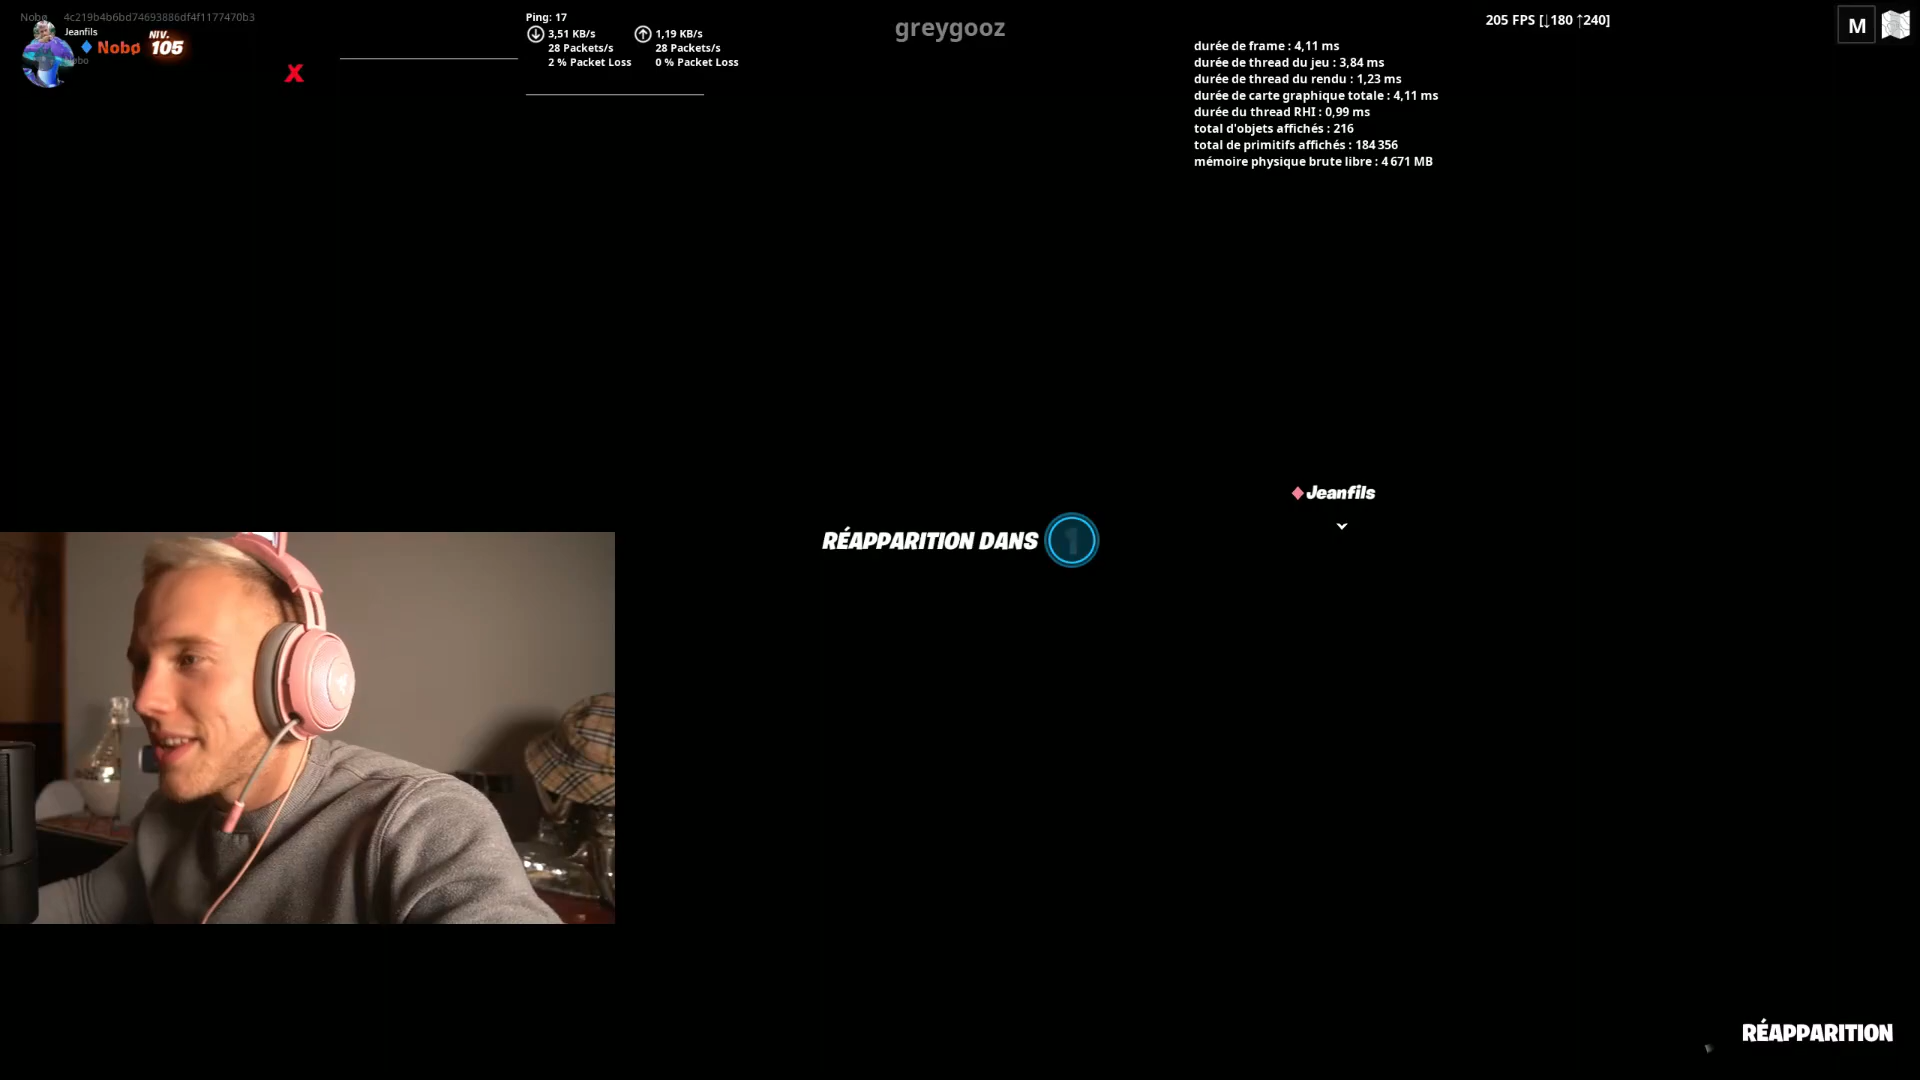 Nobø 4c219b4b6bd74693886df4f1177470b3
Jeanfils
Nobø NIV. 105
X
Ping: 17
3,51 KB/s 1,19 KB/s
28 Packets/s 28 Packets/s
2 % Packet Loss 0 % Packet Loss
greygooz
205 FPS [↓180 ↑240]
M
durée de frame : 4,11 ms
durée de thread du jeu : 3,84 ms
durée de thread du rendu : 1,23 ms
durée de carte graphique totale : 4,11 ms
durée du thread RHI : 0,99 ms
total d'objets affichés : 216
total de primitifs affichés : 184 356
mémoire physique brute libre : 4 671 MB
Jeanfils
RÉAPPARITION DANS 1
RÉAPPARITION